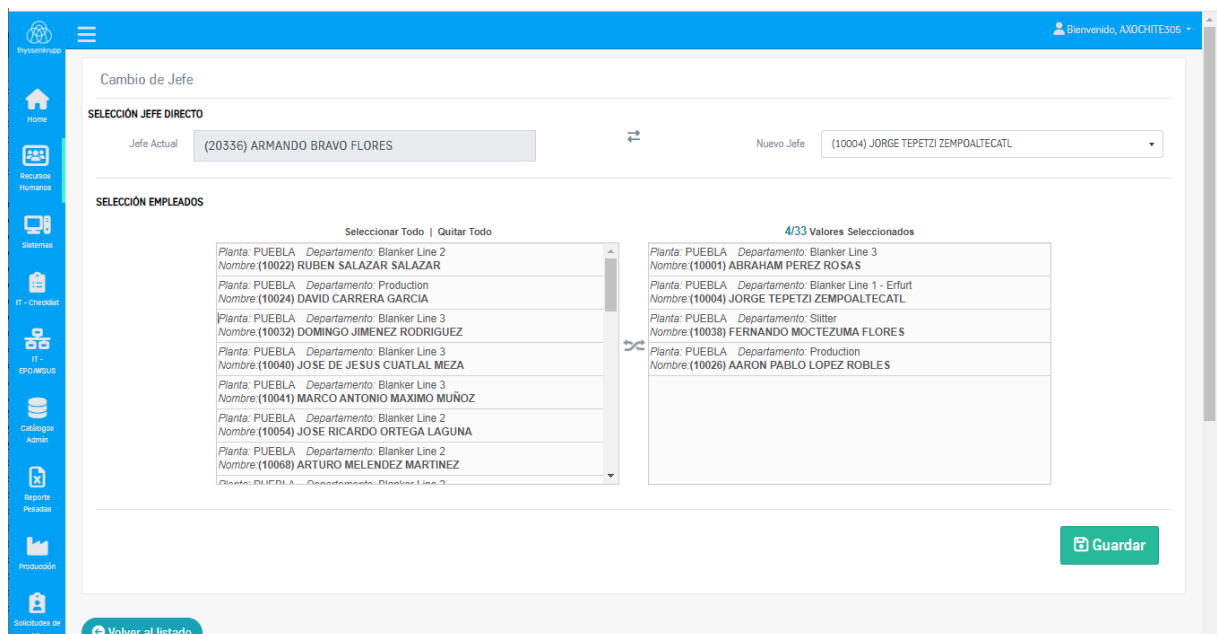 thyssenkrupp
Bienvenido, AXOCHITE305
Home
Recursos
Humanos
Sistemas
IT - Checklist
IT -
EPO/WSUS
Catálogos
Admin
Reporte
Pesadas
Producción
Solicitudes de
Cambio de Jefe
SELECCIÓN JEFE DIRECTO
Jefe Actual
(20336) ARMANDO BRAVO FLORES
Nuevo Jefe
(10004) JORGE TEPETZI ZEMPOALTECATL
SELECCIÓN EMPLEADOS
Seleccionar Todo | Quitar Todo
Planta: PUEBLA Departamento: Blanker Line 2
Nombre:(10022) RUBEN SALAZAR SALAZAR
Planta: PUEBLA Departamento: Production
Nombre:(10024) DAVID CARRERA GARCIA
Planta: PUEBLA Departamento: Blanker Line 3
Nombre:(10032) DOMINGO JIMENEZ RODRIGUEZ
Planta: PUEBLA Departamento: Blanker Line 3
Nombre:(10040) JOSE DE JESUS CUATLAL MEZA
Planta: PUEBLA Departamento: Blanker Line 3
Nombre:(10041) MARCO ANTONIO MAXIMO MUÑOZ
Planta: PUEBLA Departamento: Blanker Line 2
Nombre:(10054) JOSE RICARDO ORTEGA LAGUNA
Planta: PUEBLA Departamento: Blanker Line 2
Nombre:(10068) ARTURO MELENDEZ MARTINEZ
Planta: PUEBLA Departamento: Blanker Line 2
4/33 Valores Seleccionados
Planta: PUEBLA Departamento: Blanker Line 3
Nombre:(10001) ABRAHAM PEREZ ROSAS
Planta: PUEBLA Departamento: Blanker Line 1 - Erfurt
Nombre:(10004) JORGE TEPETZI ZEMPOALTECATL
Planta: PUEBLA Departamento: Slitter
Nombre:(10038) FERNANDO MOCTEZUMA FLORES
Planta: PUEBLA Departamento: Production
Nombre:(10026) AARON PABLO LOPEZ ROBLES
Guardar
Volver al listado